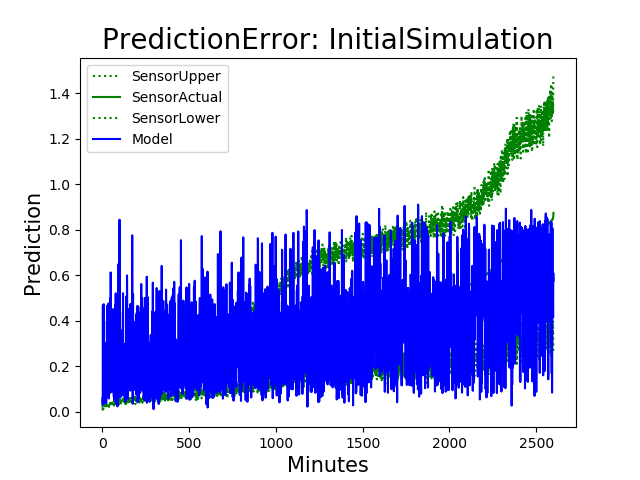 PredictionError: InitialSimulation
SensorUpper
SensorActual
SensorLower
Model
Prediction
1.4
1.2
1.0
0.8
0.6
0.4
0.2
0.0
0
500
1000
1500
2000
2500
Minutes